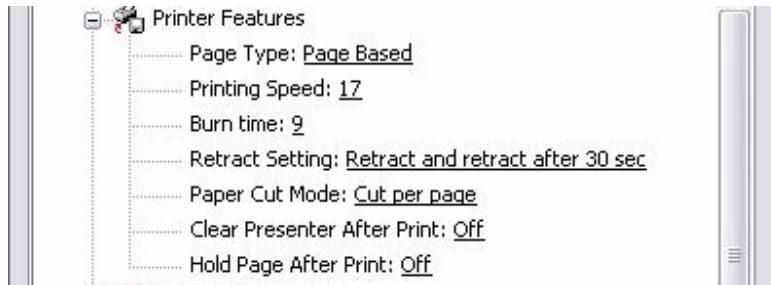 Printer Features
Page Type: Page Based
Printing Speed: 17
Burn time: 9
Retract Setting: Retract and retract after 30 sec
Paper Cut Mode: Cut per page
Clear Presenter After Print: Off
Hold Page After Print: Off